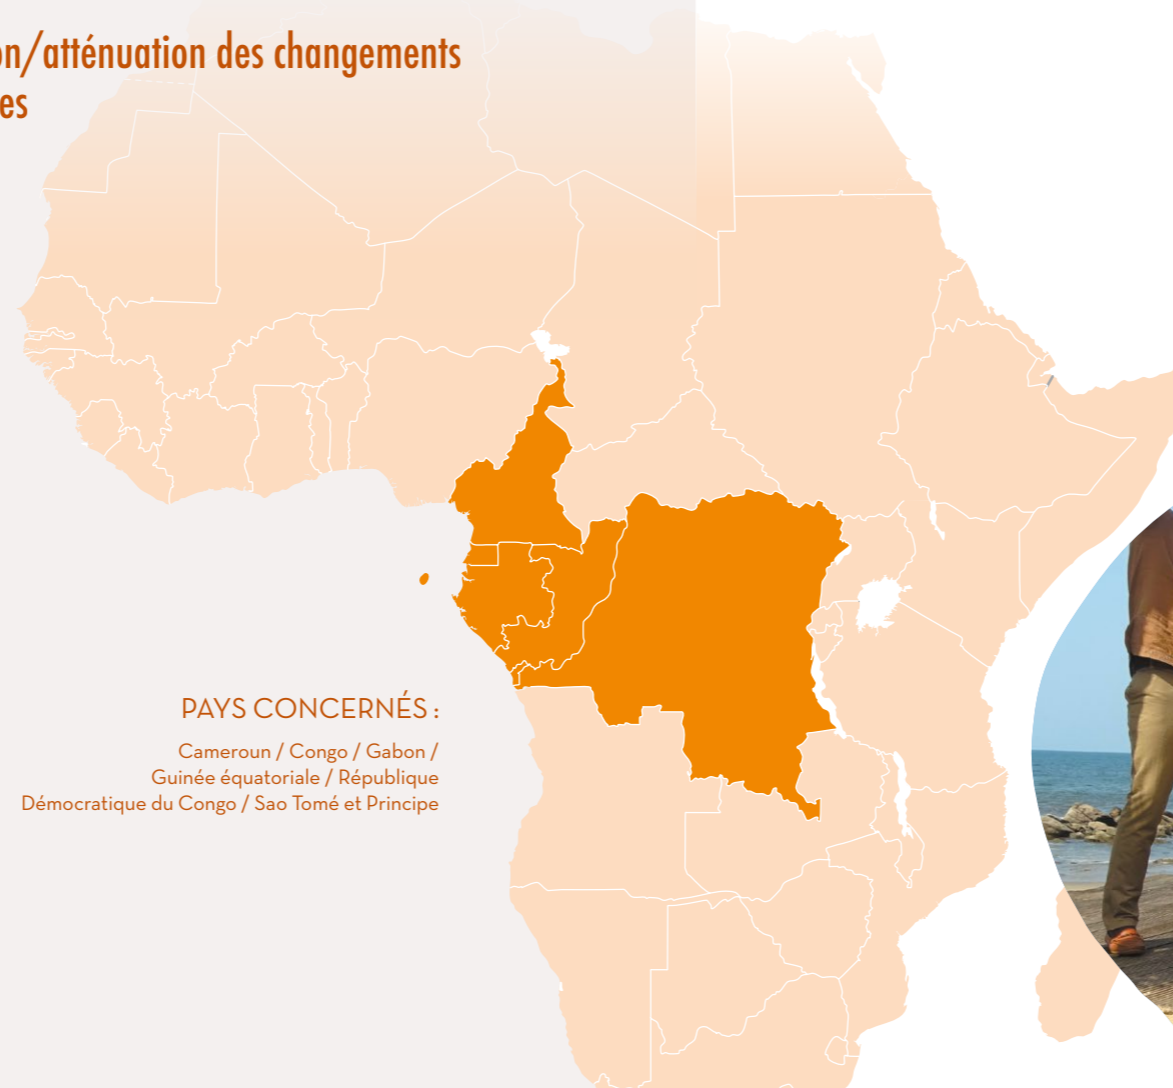 on/atténuation des changements
es
PAYS CONCERNÉS :
Cameroun / Congo / Gabon /
Guinée équatoriale / République
Démocratique du Congo / Sao Tomé et Principe